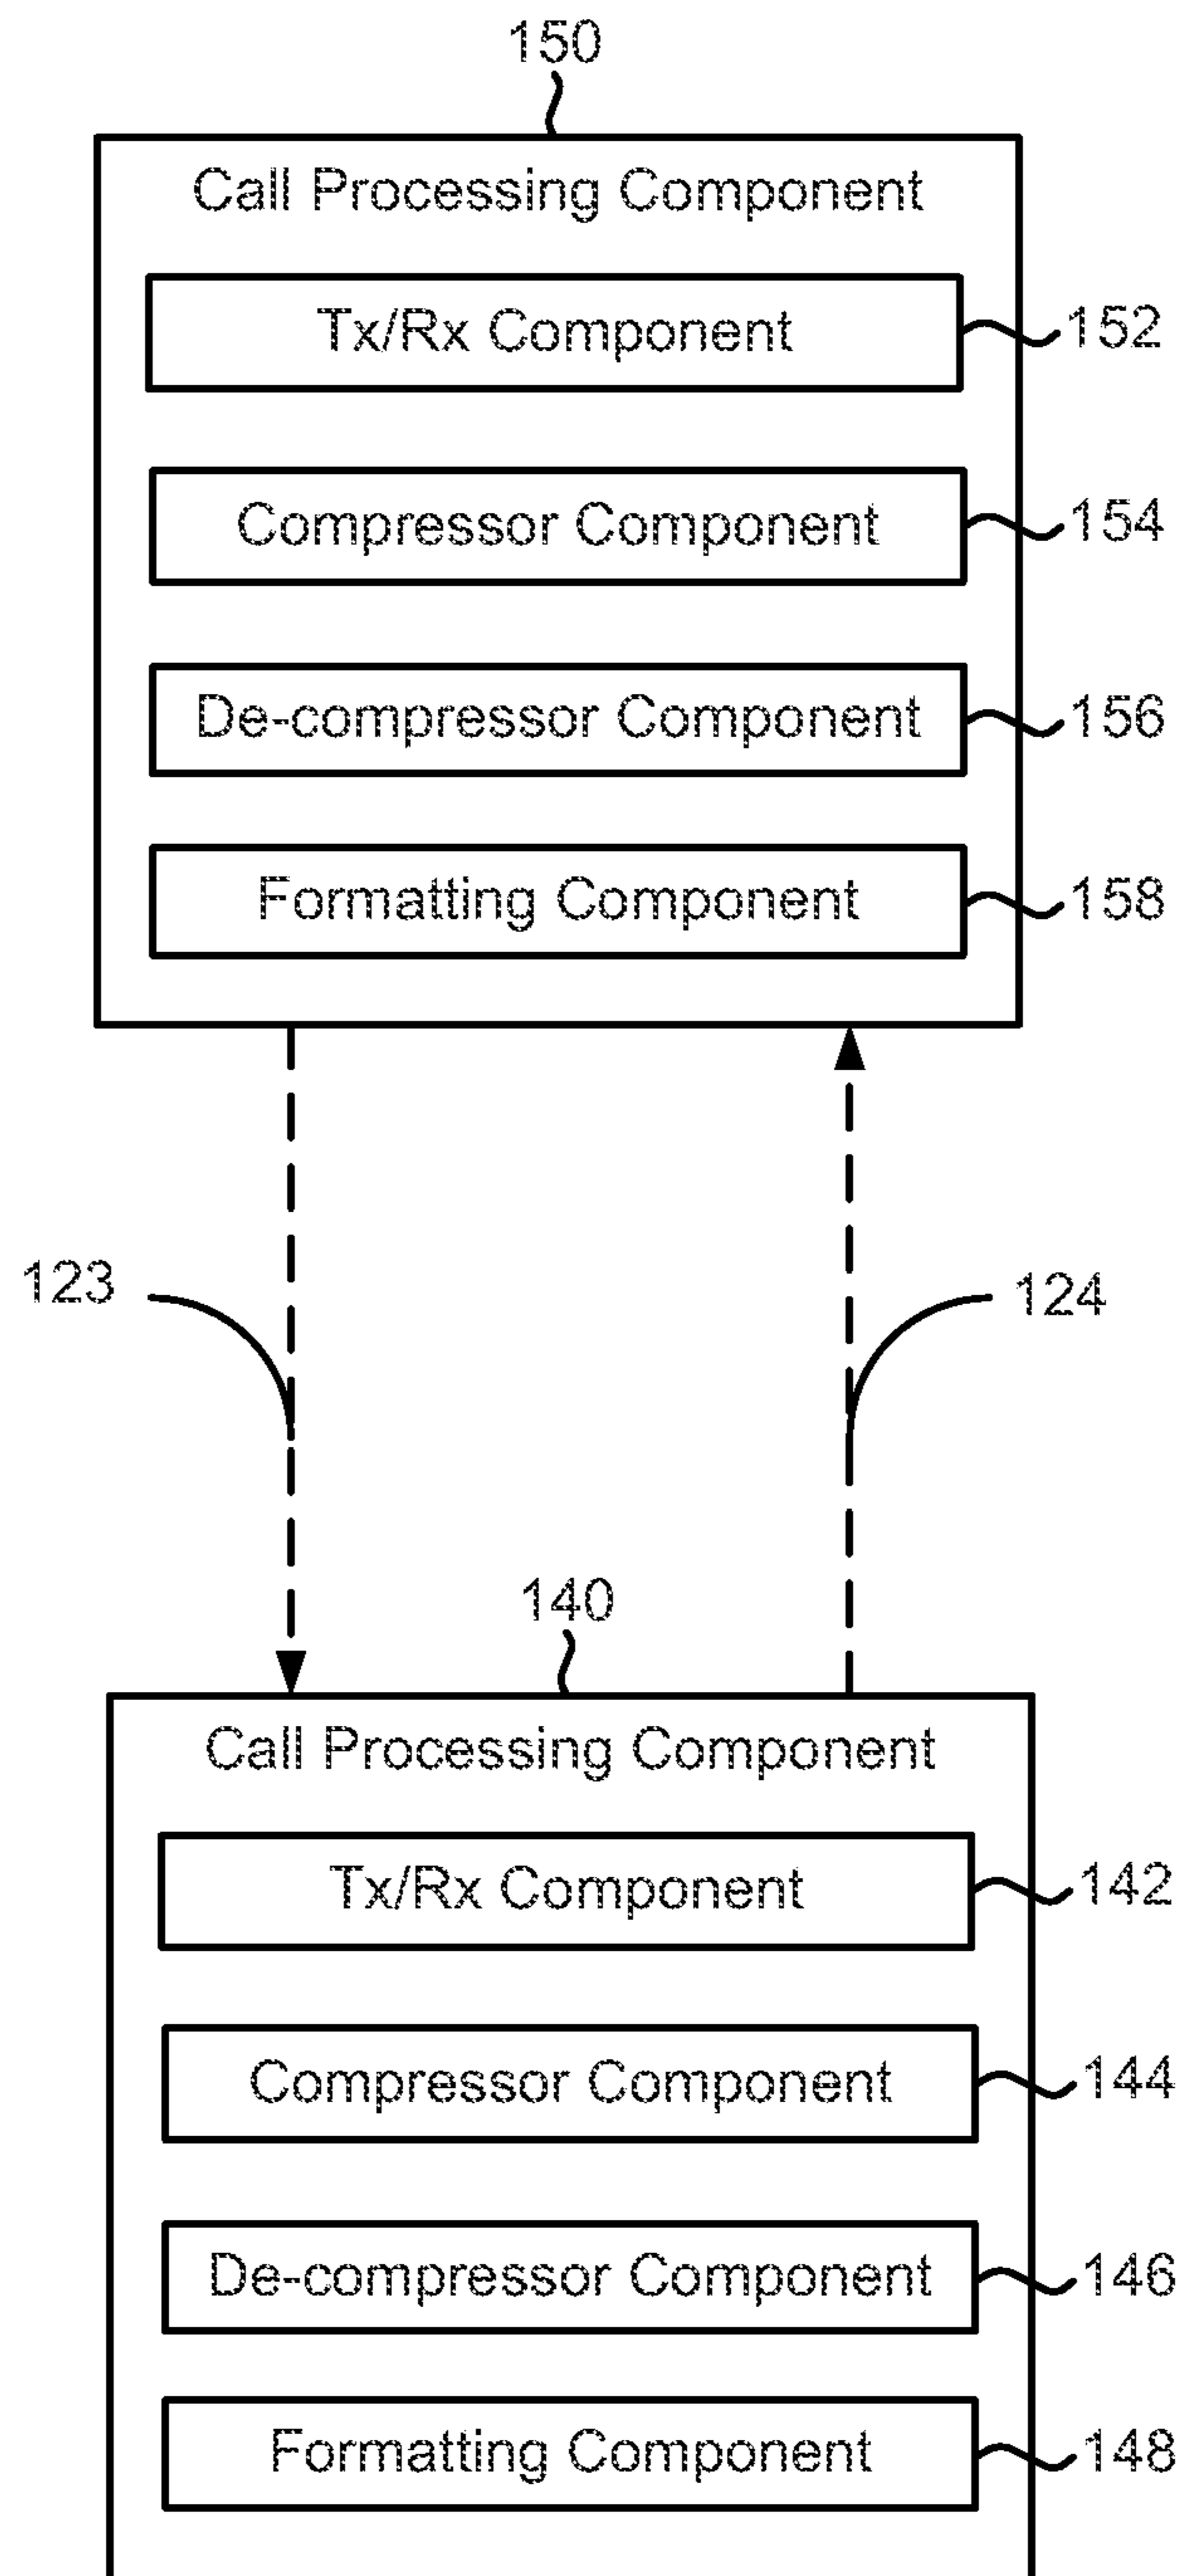 150
Call Processing Component
Tx/Rx Component
152
Compressor Component
154
De-compressor Component
156
Formatting Component
158
123
124
140
Call Processing Component
Tx/Rx Component
142
Compressor Component
144
De-compressor Component
146
Formatting Component
148